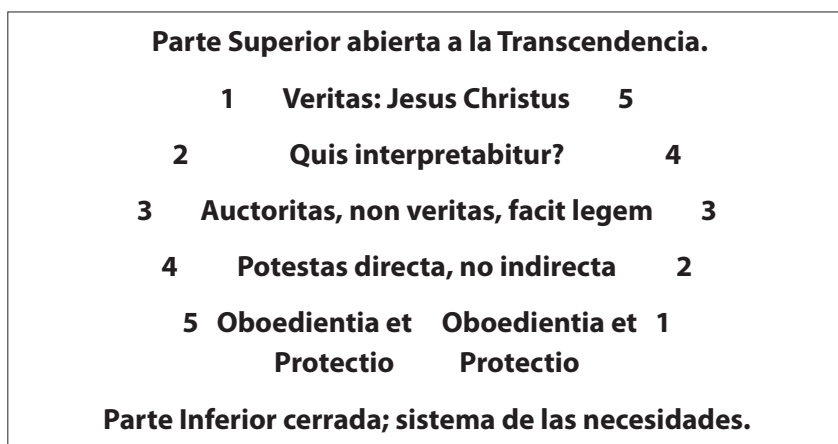 Parte Superior abierta a la Transcendencia.
1 Veritas: Jesus Christus 5
2 Quis interpretabitur? 4
3 Auctoritas, non veritas, facit legem 3
4 Potestas directa, no indirecta 2
5 Oboedientia et Oboedientia et 1
Protectio Protectio
Parte Inferior cerrada; sistema de las necesidades.